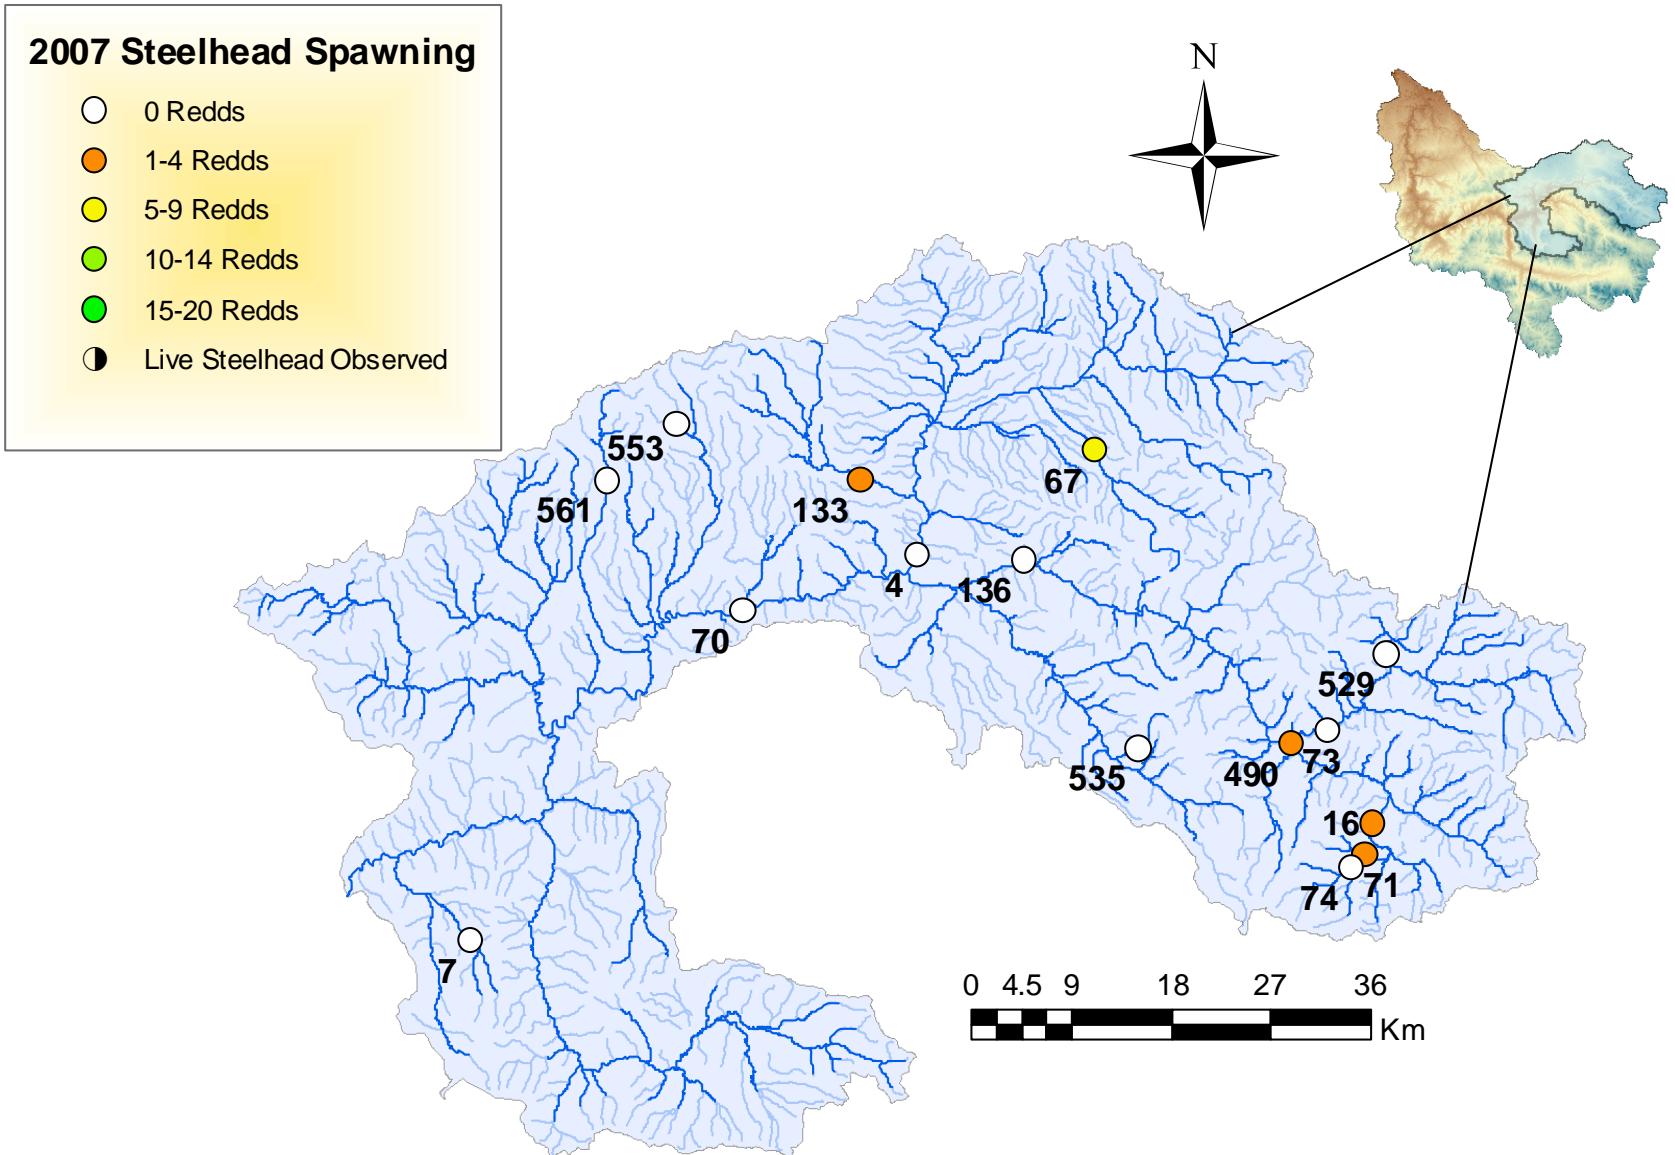 2007 Steelhead Spawning
0 Redds
1-4 Redds
5-9 Redds
10-14 Redds
15-20 Redds
Live Steelhead Observed
N
553
561
133
67
4
136
70
529
73
490
535
16
71
74
7
0 4.5 9 18 27 36
Km